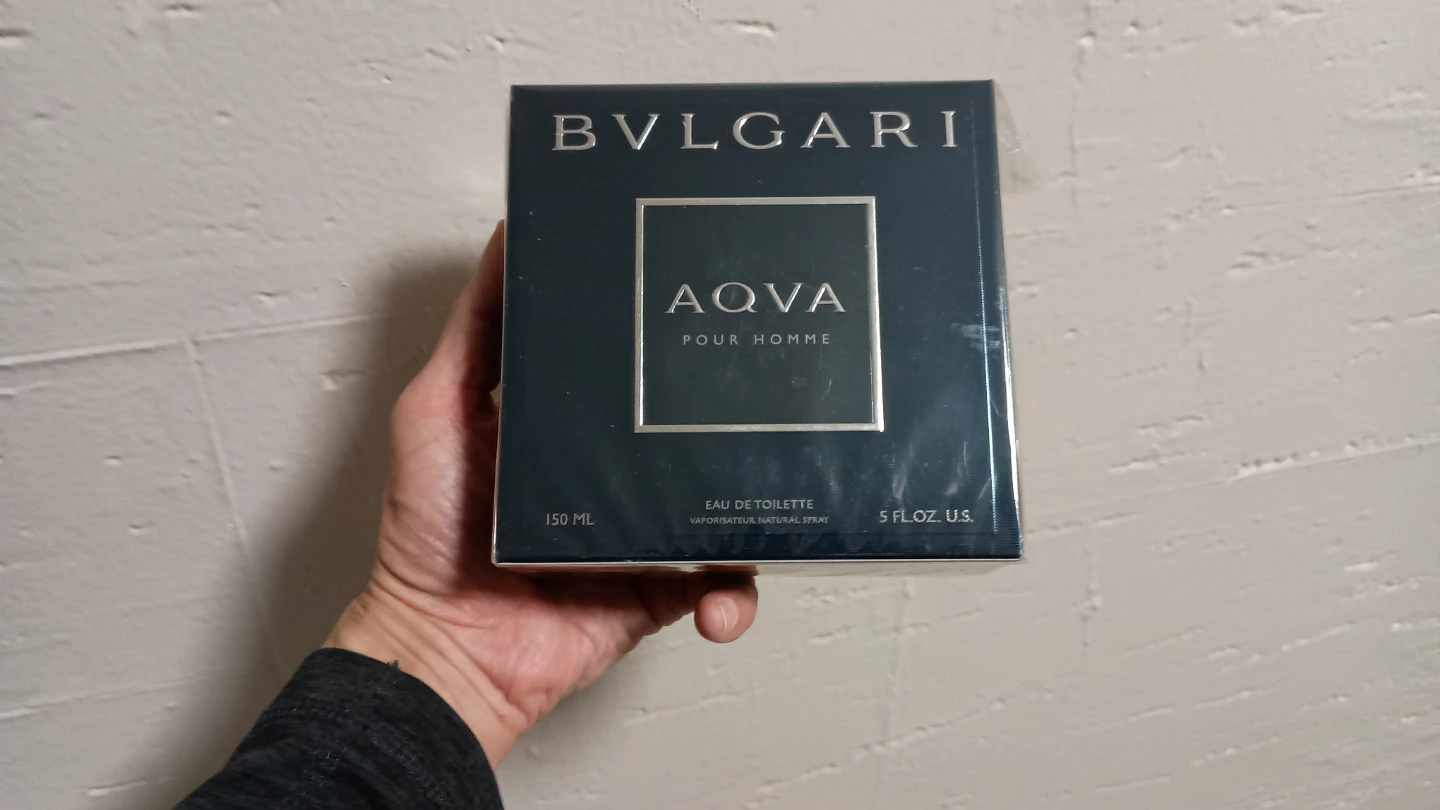 BVLGARI
AQVA
POUR HOMME
EAU DE TOILETTE
150 ML VAPORISATEUR NATURAL SPRAY 5 FL.OZ. U.S.